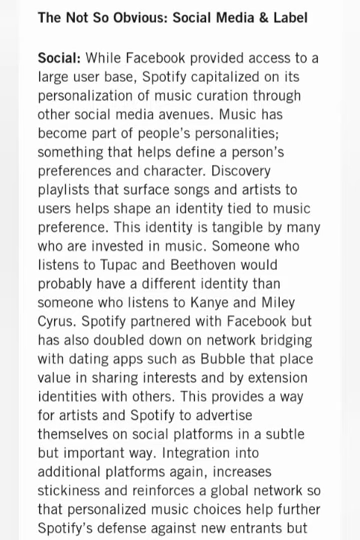 The Not So Obvious: Social Media & Label
Social: While Facebook provided access to a
large user base, Spotify capitalized on its
personalization of music curation through
other social media avenues. Music has
become part of people's personalities;
something that helps define a person's
preferences and character. Discovery
playlists that surface songs and artists to
users helps shape an identity tied to music
preference. This identity is tangible by many
who are invested in music. Someone who
listens to Tupac and Beethoven would
probably have a different identity than
someone who listens to Kanye and Miley
Cyrus. Spotify partnered with Facebook but
has also doubled down on network bridging
with dating apps such as Bubble that place
value in sharing interests and by extension
identities with others. This provides a way
for artists and Spotify to advertise
themselves on social platforms in a subtle
but important way. Integration into
additional platforms again, increases
stickiness and reinforces a global network so
that personalized music choices help further
Spotify's defense against new entrants but